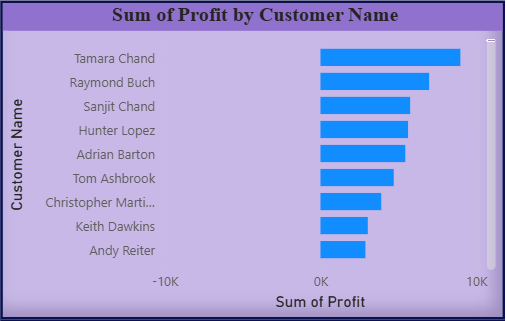 Sum of Profit by Customer Name
Customer Name
Tamara Chand
Raymond Buch
Sanjit Chand
Hunter Lopez
Adrian Barton
Tom Ashbrook
Christopher Marti...
Keith Dawkins
Andy Reiter
-10K 0K 10K
Sum of Profit